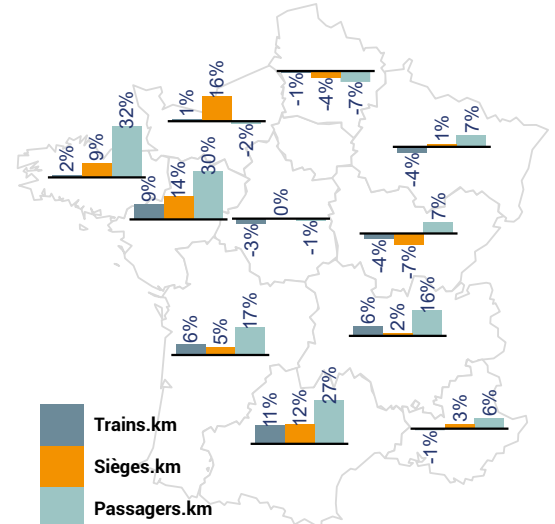 -1% -4% -7%
1% 16% -2%
-4% 1% 7%
2% 9% 32%
9% 14% 30%
-3% 0% -1%
-4% -7% 7%
6% 5% 17%
6% 2% 16%
11% 12% 27%
-1% 3% 6%
Trains.km
Sièges.km
Passagers.km